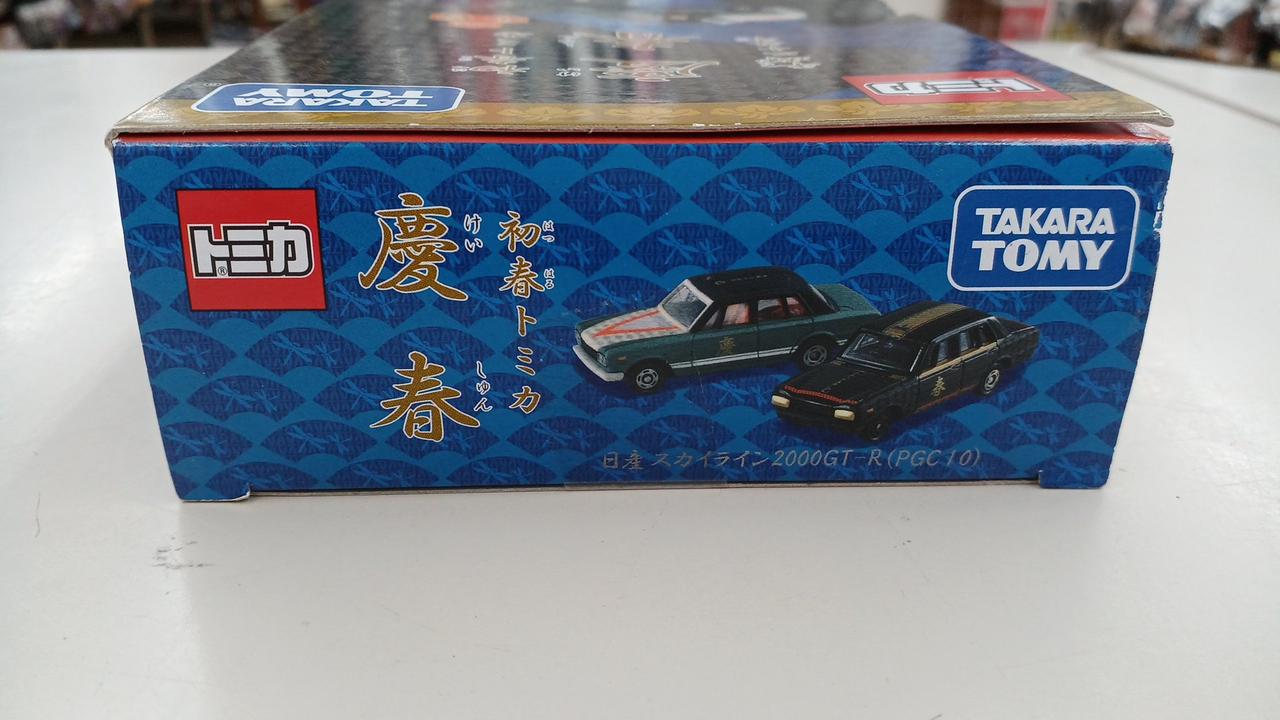 TAKARA
TOMY
トミカ
トミカ®
慶春
けい
しゅん
初春トミカ
はつ
はる
TAKARA
TOMY
慶
春
日産 スカイライン2000GT-R(PGC10)